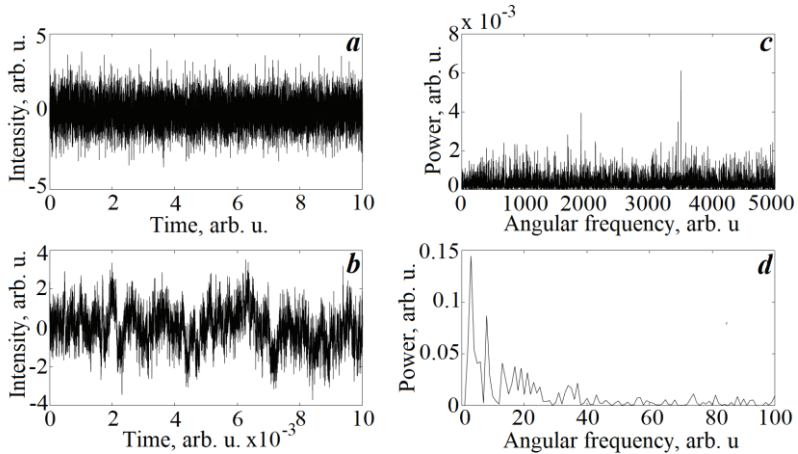 a
Intensity, arb. u.
5
0
-5
0 2 4 6 8 10
Time, arb. u.
c
x 10⁻³
Power, arb. u.
8
6
4
2
0
0 1000 2000 3000 4000 5000
Angular frequency, arb. u
b
Intensity, arb. u.
4
2
0
-2
-4
0 2 4 6 8 10
Time, arb. u. x10⁻³
d
Power, arb. u.
0.15
0.1
0.05
0
0 20 40 60 80 100
Angular frequency, arb. u